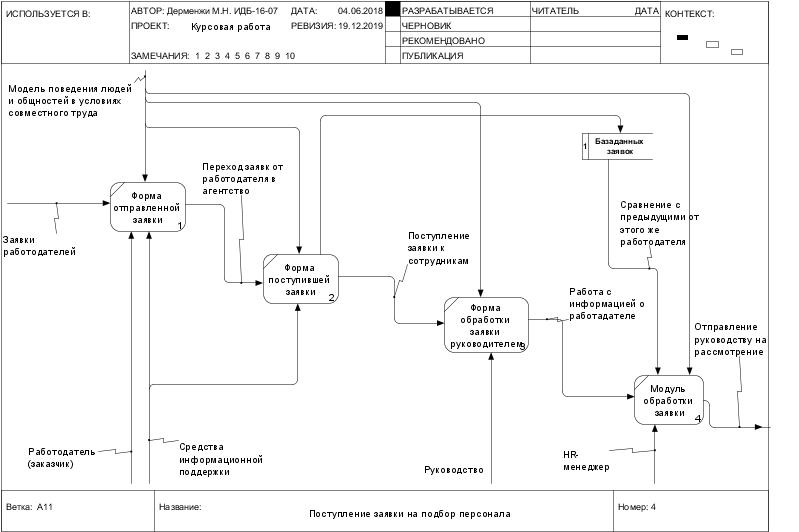 ИСПОЛЬЗУЕТСЯ В:
АВТОР: Дерменжи М.Н. ИДБ-16-07
ДАТА: 04.06.2018
РАЗРАБАТЫВАЕТСЯ
ЧИТАТЕЛЬ
ДАТА
КОНТЕКСТ:
ПРОЕКТ: Курсовая работа
РЕВИЗИЯ: 19.12.2019
ЧЕРНОВИК
РЕКОМЕНДОВАНО
ЗАМЕЧАНИЯ: 1 2 3 4 5 6 7 8 9 10
ПУБЛИКАЦИЯ
Модель поведения людей
и общностей в условиях
совместного труда
1
База данных
заявок
Переход заявк от
работодателя в
агентство
Форма
отправленной
заявки
1
Сравнение с
предыдущими от
этого же
работодателя
Заявки
работодателей
Поступление
заявки к
сотрудникам
Форма
поступившей
заявки
2
Форма
обработки
заявки
руководителем
3
Работа с
информацией о
работадателе
Отправление
руководству на
рассмотрение
Модуль
обработки
заявки
4
Работодатель
(заказчик)
Средства
информационной
поддержки
Руководство
HR-
менеджер
Ветка: A11
Название:
Поступление заявки на подбор персонала
Номер: 4